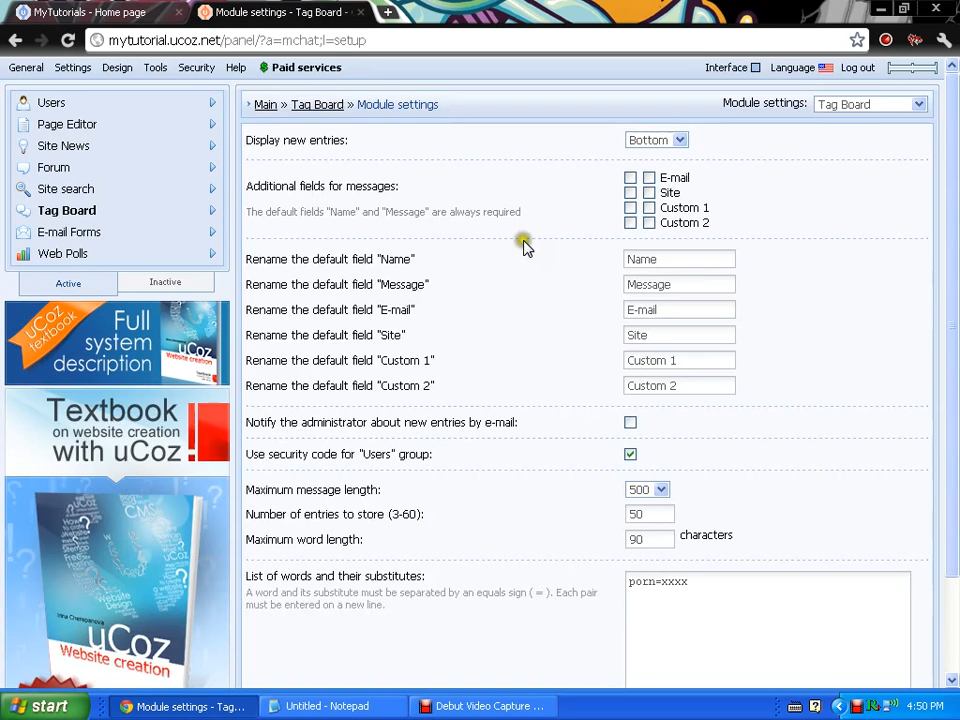 MyTutorials - Home page
Module settings - Tag Board -
mytutorial.ucoz.net/panel/?a=mchat;l=setup
General Settings Design Tools Security Help $ Paid services Interface Language Log out
Users
Page Editor
Site News
Forum
Site search
Tag Board
E-mail Forms
Web Polls
Active Inactive
uCoz textbook
Full system description
Textbook
on website creation
with uCoz
CMS
Website Design
Irina Cherepanova
uCoz
Website creation
› Main » Tag Board » Module settings
Module settings: Tag Board
Display new entries: Bottom
Additional fields for messages:
The default fields "Name" and "Message" are always required
E-mail
Site
Custom 1
Custom 2
Rename the default field "Name" Name
Rename the default field "Message" Message
Rename the default field "E-mail" E-mail
Rename the default field "Site" Site
Rename the default field "Custom 1" Custom 1
Rename the default field "Custom 2" Custom 2
Notify the administrator about new entries by e-mail:
Use security code for "Users" group:
Maximum message length: 500
Number of entries to store (3-60): 50
Maximum word length: 90 characters
List of words and their substitutes:
A word and its substitute must be separated by an equals sign ( = ). Each pair
must be entered on a new line.
porn=xxxx
start
Module settings - Tag...
Untitled - Notepad
Debut Video Capture ...
4:50 PM